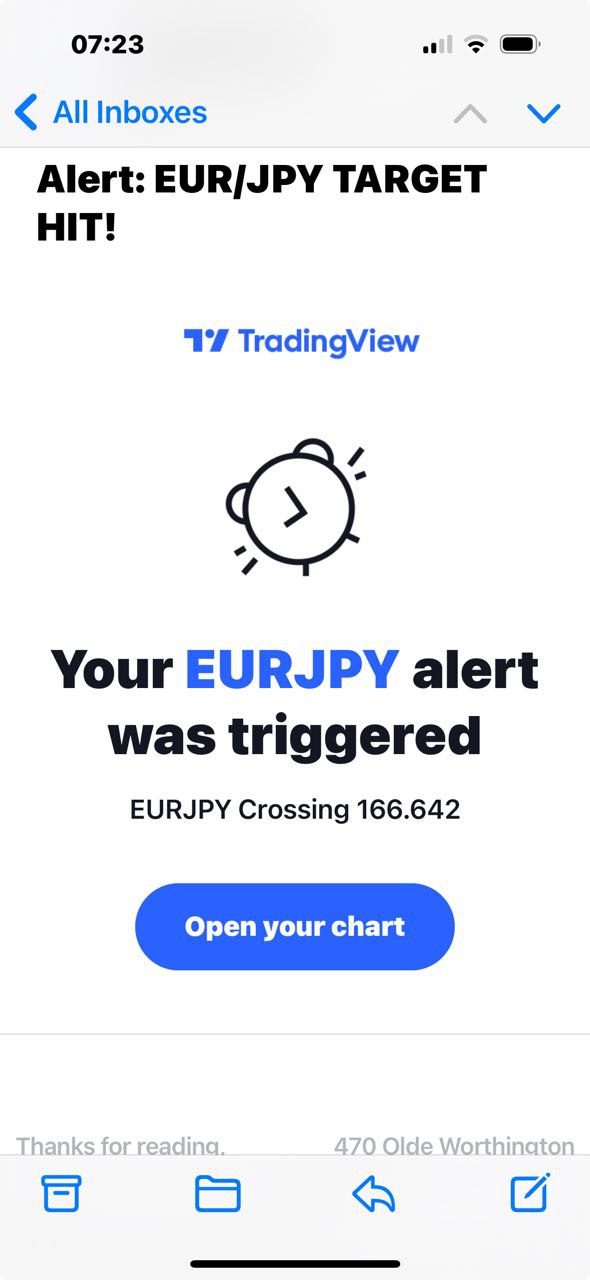 07:23
All Inboxes
Alert: EUR/JPY TARGET
HIT!
TradingView
Your EURJPY alert
was triggered
EURJPY Crossing 166.642
Open your chart
Thanks for reading,
470 Olde Worthington